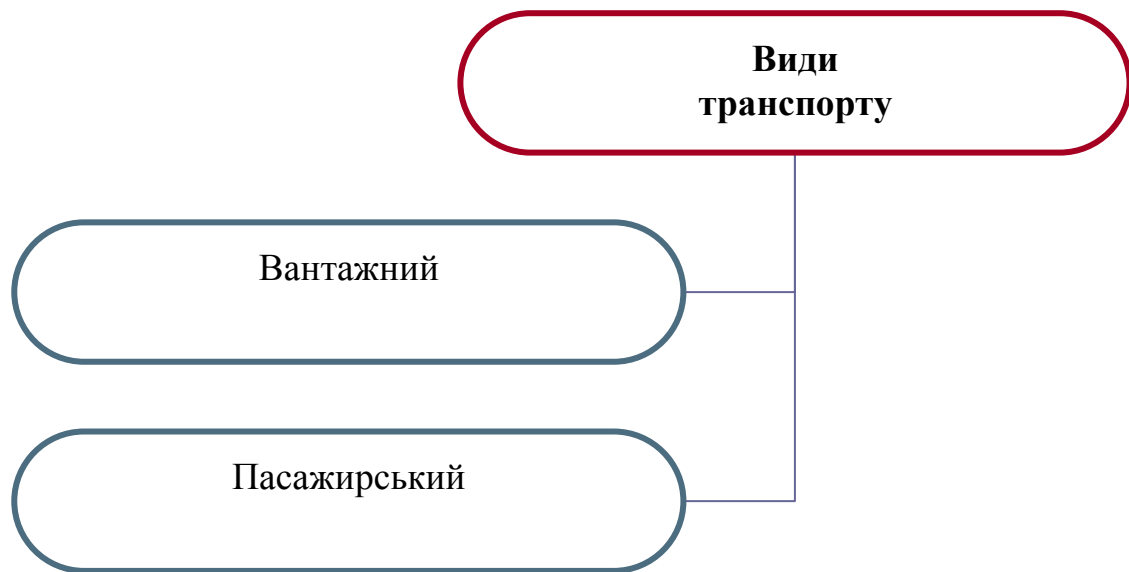 Види
транспорту
Вантажний
Пасажирський